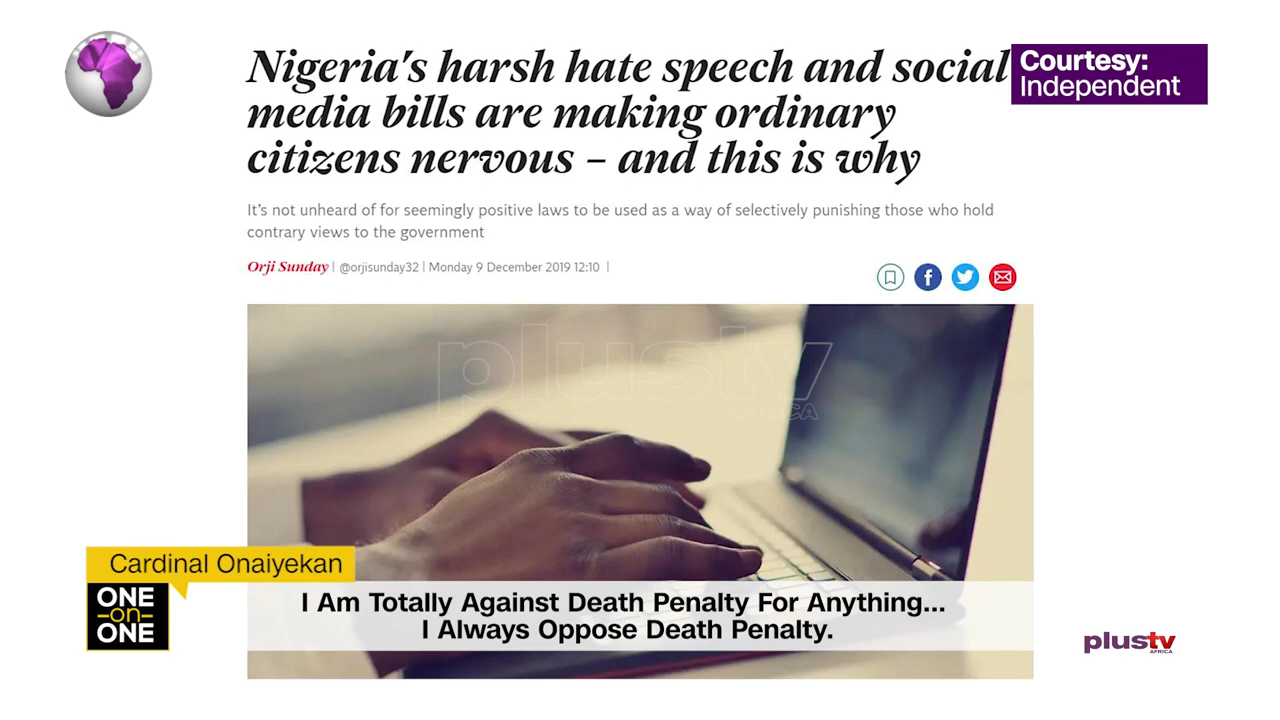 Nigeria's harsh hate speech and social
media bills are making ordinary
citizens nervous – and this is why
Courtesy:
Independent
It's not unheard of for seemingly positive laws to be used as a way of selectively punishing those who hold
contrary views to the government
Orji Sunday | @orjisunday32 | Monday 9 December 2019 12:10 |
plustv
AFRICA
Cardinal Onaiyekan
ONE
-on-
ONE
I Am Totally Against Death Penalty For Anything...
I Always Oppose Death Penalty.
plustv
AFRICA